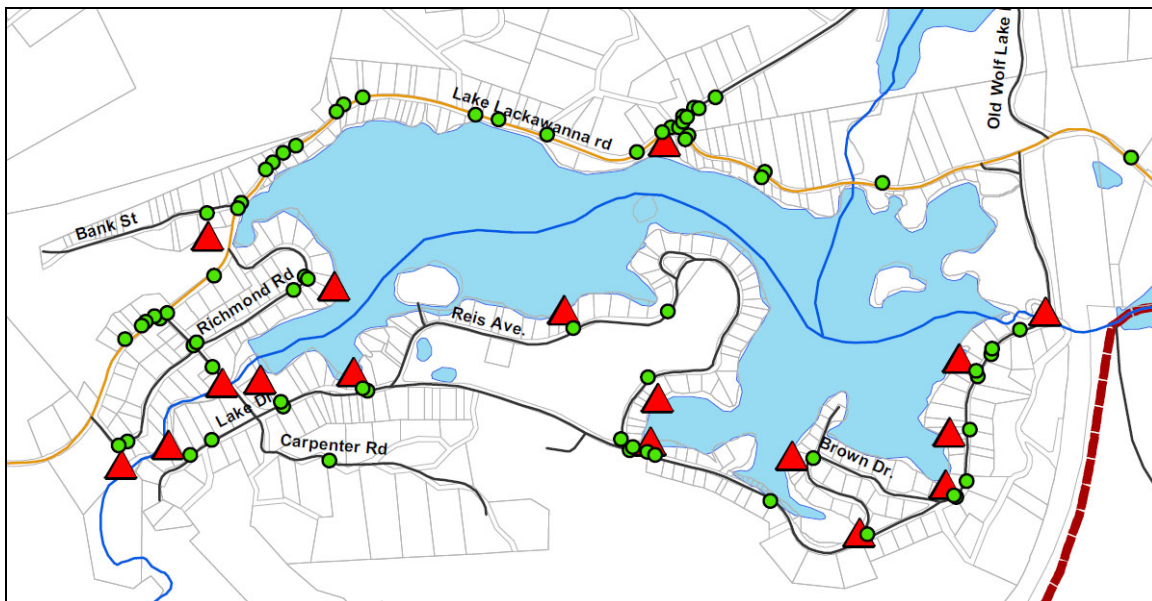 Lake Lackawanna rd
Old Wolf Lake
Bank St
Richmond Rd
Reis Ave.
Lake Dr.
Carpenter Rd
Brown Dr.